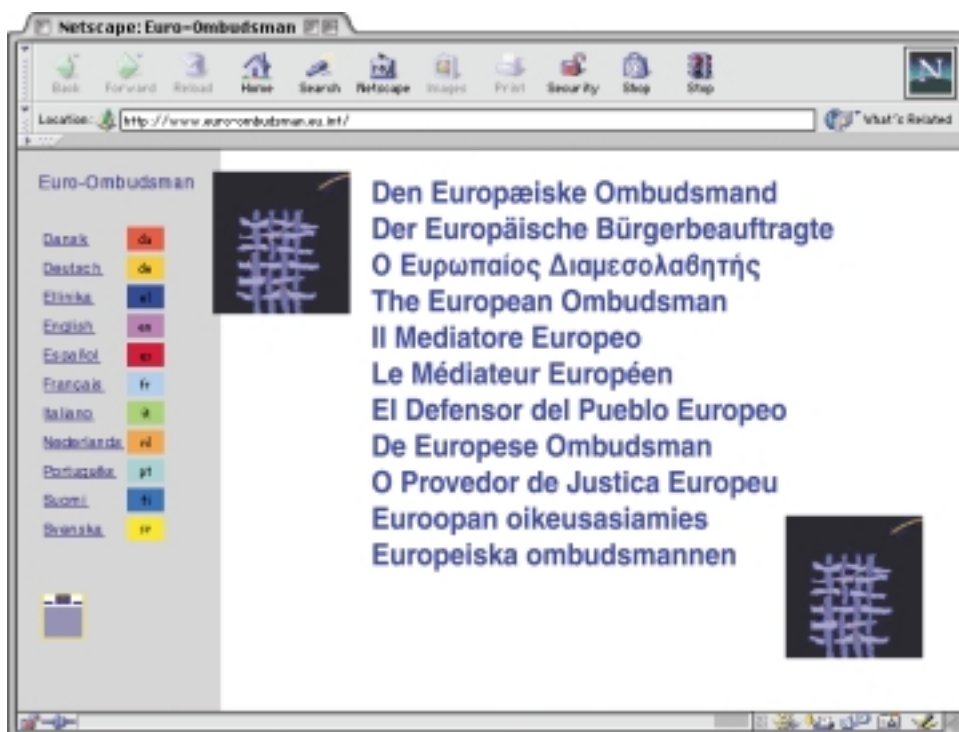 Netscape: Euro-Ombudsman
Back Forward Reload Home Search Netscape Images Print Security Shop Stop
Location: http://www.euro-ombudsman.eu.int/ What's Related
Euro-Ombudsman
Dansk da
Deutsch de
Ellinika el
English en
Español es
Français fr
Italiano it
Nederlands nl
Português pt
Suomi fi
Svenska sv
Den Europæiske Ombudsmand
Der Europäische Bürgerbeauftragte
Ο Ευρωπαίος Διαμεσολαβητής
The European Ombudsman
Il Mediatore Europeo
Le Médiateur Européen
El Defensor del Pueblo Europeo
De Europese Ombudsman
O Provedor de Justica Europeu
Euroopan oikeusasiamies
Europeiska ombudsmannen